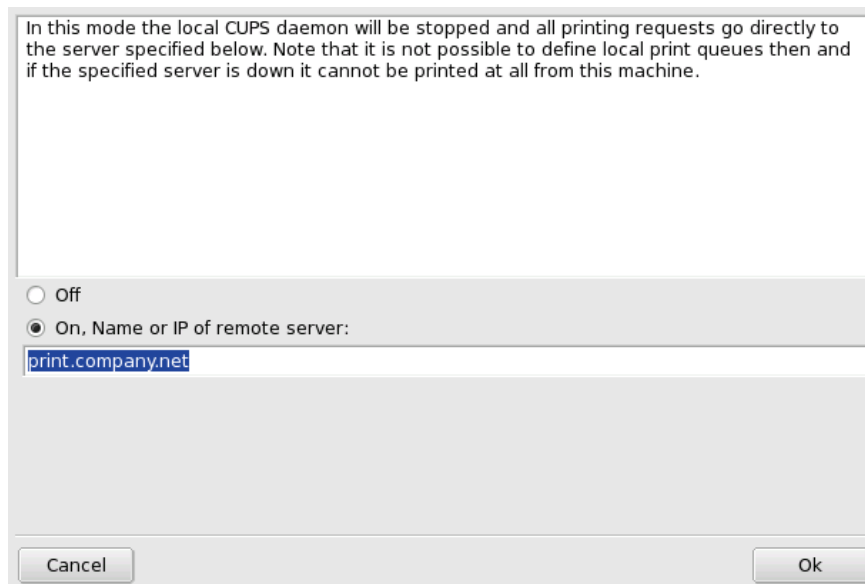 In this mode the local CUPS daemon will be stopped and all printing requests go directly to
the server specified below. Note that it is not possible to define local print queues then and
if the specified server is down it cannot be printed at all from this machine.
Off
On, Name or IP of remote server:
print.company.net
Cancel
Ok